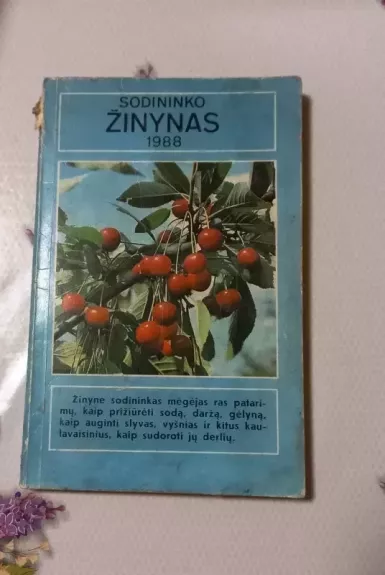 SODININKO
ŽINYNAS
1988
Žinyne sodininkas mėgėjas ras patari-
mų, kaip prižiūrėti sodą, daržą, gėlyną,
kaip auginti slyvas, vyšnias ir kitus kau-
lavaisinius, kaip sudoroti jų derlių.